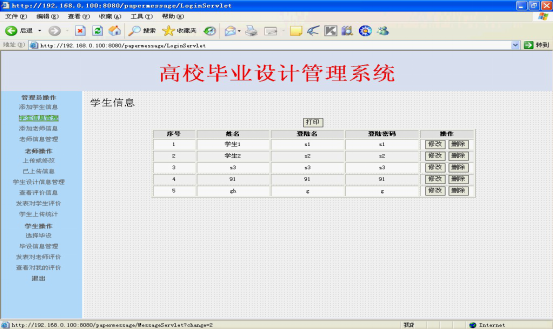 http://192.168.0.100:8080/papermessage/LoginServlet
文件(F) 编辑(E) 查看(V) 收藏(A) 工具(T) 帮助(H)
后退 搜索 收藏夹
地址(D) http://192.168.0.100:8080/papermessage/LoginServlet 转到
高校毕业设计管理系统
管理员操作
添加学生信息
学生信息管理
添加老师信息
老师信息管理
老师操作
上传新课题
已上传信息
学生设计信息管理
查看评价信息
发表对学生评价
学生上传统计
学生操作
选择毕设
毕设信息管理
发表对老师评价
查看对我的评价
退出
学生信息
打印
序号 姓名 登陆名 登陆密码 操作
1 学生1 s1 s1 修改 删除
2 学生2 s2 s2 修改 删除
3 s3 s3 s3 修改 删除
4 91 91 91 修改 删除
5 gh g g 修改 删除
http://192.168.0.100:8080/papermessage/MessageServlet?change=2 Internet